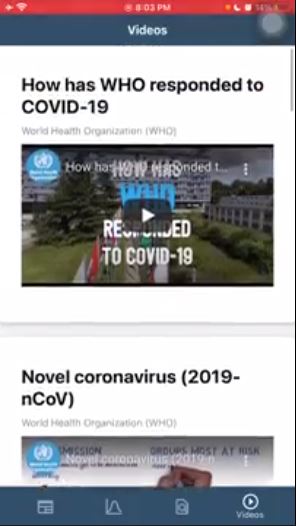 8:03 PM
14%
Videos
How has WHO responded to
COVID-19
World Health Organization (WHO)
How has WHO responded t...
HOW HAS
WHO
RESPONDED
TO COVID-19
Novel coronavirus (2019-
nCoV)
World Health Organization (WHO)
Novel coronavirus (2019-n
GROUPS MOST AT RISK
Videos